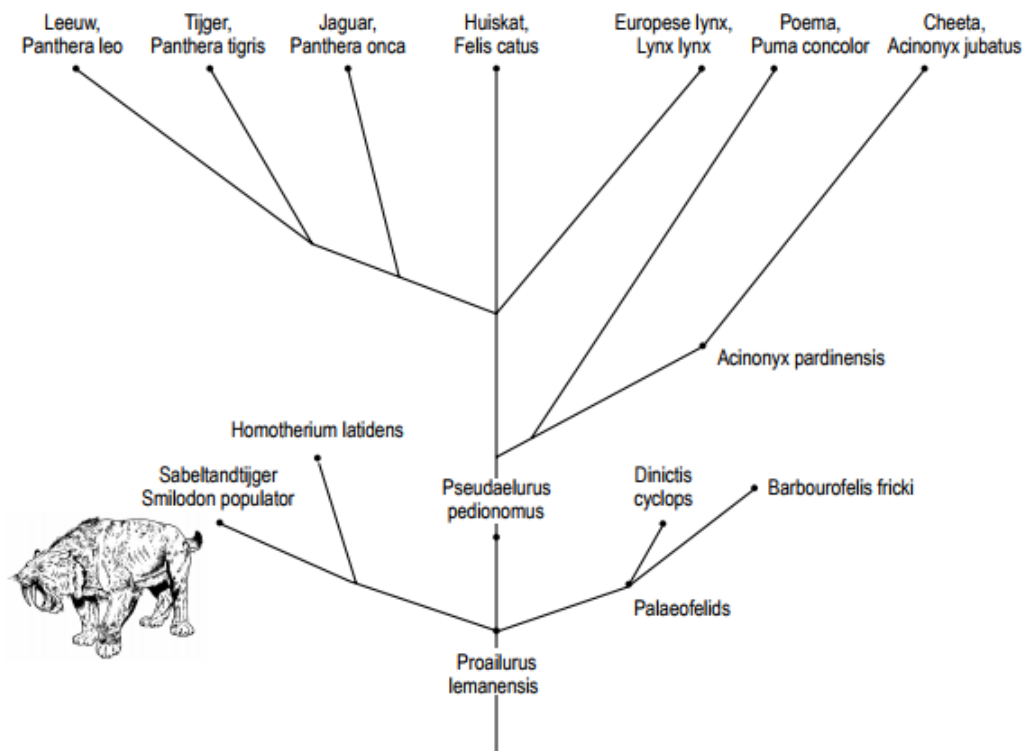 Leeuw,
Panthera leo
Tijger,
Panthera tigris
Jaguar,
Panthera onca
Huiskat,
Felis catus
Europese lynx,
Lynx lynx
Poema,
Puma concolor
Cheeta,
Acinonyx jubatus
Acinonyx pardinensis
Homotherium latidens
Sabeltandtijger
Smilodon populator
Pseudaelurus
pedionomus
Dinictis
cyclops
Barbourofelis fricki
Palaeofelids
Proailurus
lemanensis